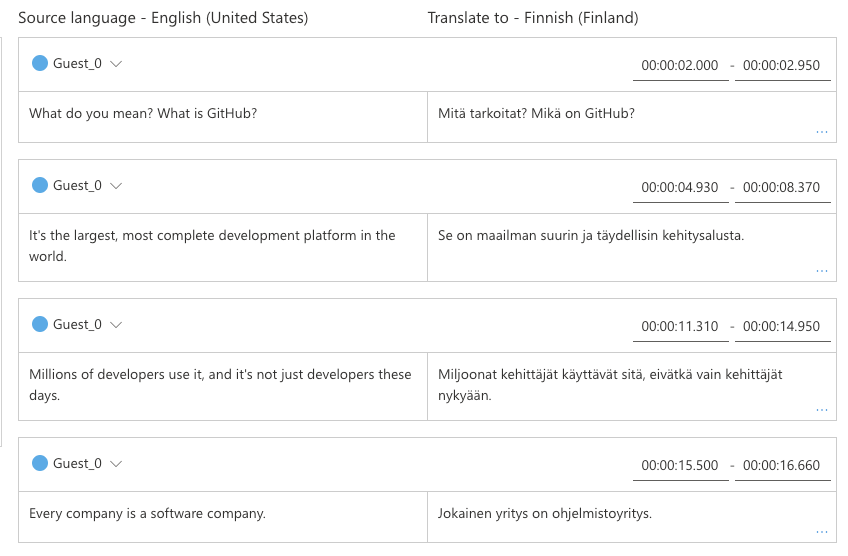 Source language - English (United States)
Translate to - Finnish (Finland)
Guest_0
00:00:02.000 - 00:00:02.950
What do you mean? What is GitHub?
Mitä tarkoitat? Mikä on GitHub?
...
Guest_0
00:00:04.930 - 00:00:08.370
It's the largest, most complete development platform in the
world.
Se on maailman suurin ja täydellisin kehitysalusta.
...
Guest_0
00:00:11.310 - 00:00:14.950
Millions of developers use it, and it's not just developers these
days.
Miljoonat kehittäjät käyttävät sitä, eivätkä vain kehittäjät
nykyään.
...
Guest_0
00:00:15.500 - 00:00:16.660
Every company is a software company.
Jokainen yritys on ohjelmistoyritys.
...